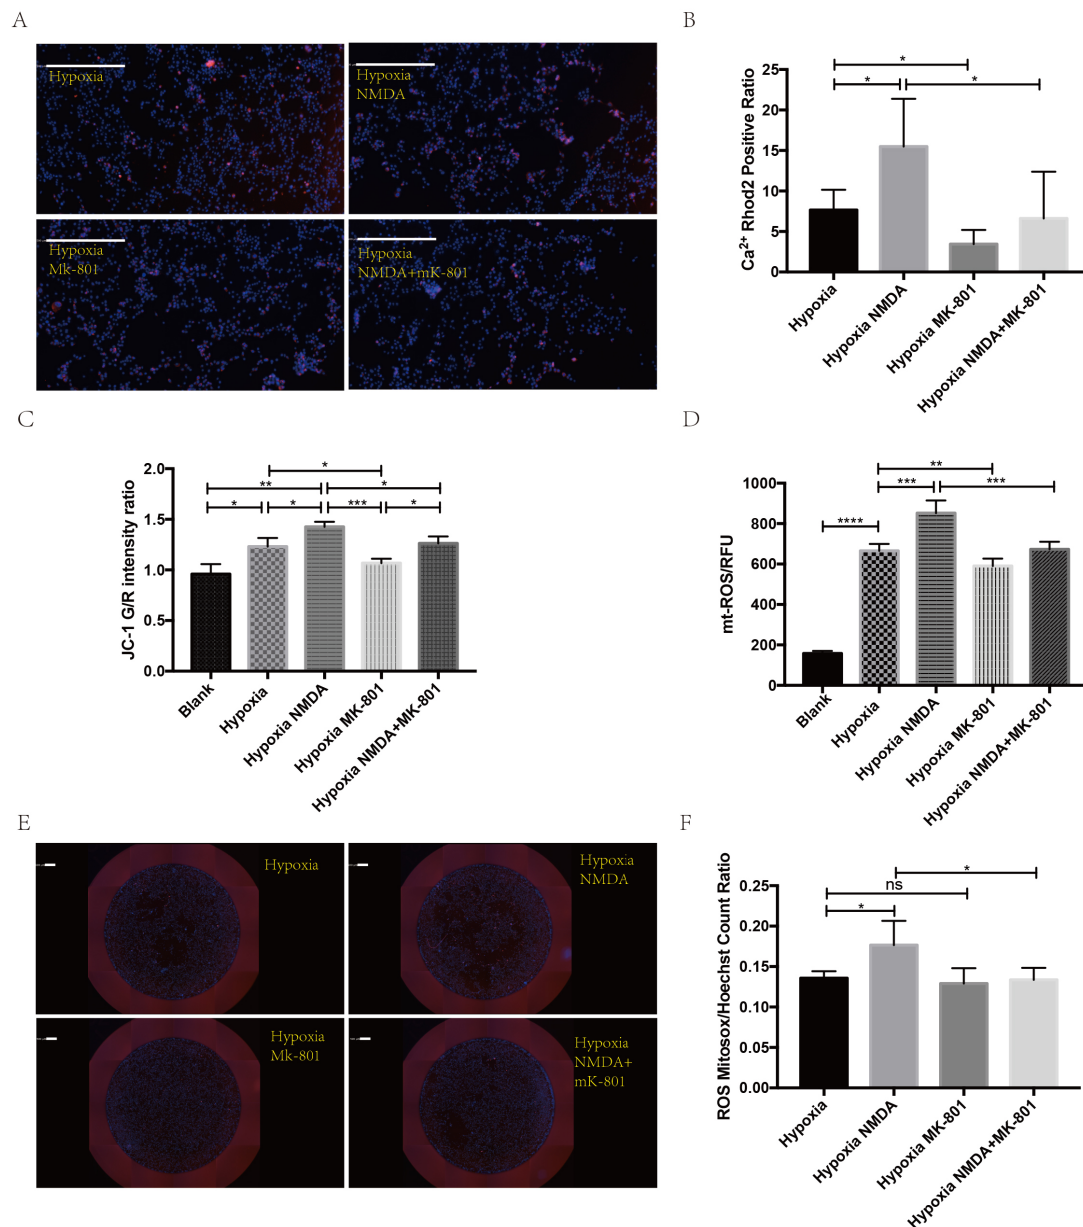 A
Hypoxia
Hypoxia
NMDA
Hypoxia
Mk-801
Hypoxia
NMDA+mK-801
B
Ca²⁺ Rhod2 Positive Ratio
25
20
15
10
5
0
*
*
*
Hypoxia
Hypoxia NMDA
Hypoxia MK-801
Hypoxia NMDA+MK-801
C
JC-1 G/R intensity ratio
2.0
1.5
1.0
0.5
0.0
*
**
*
*
*
***
*
Blank
Hypoxia
Hypoxia NMDA
Hypoxia MK-801
Hypoxia NMDA+MK-801
D
mt-ROS/RFU
1000
800
600
400
200
0
**
***
***
****
Blank
Hypoxia
Hypoxia NMDA
Hypoxia MK-801
Hypoxia NMDA+MK-801
E
Hypoxia
Hypoxia
NMDA
Hypoxia
Mk-801
Hypoxia
NMDA+
mK-801
F
ROS Mitosox/Hoechst Count Ratio
0.25
0.20
0.15
0.10
0.05
0.00
*
ns
*
Hypoxia
Hypoxia NMDA
Hypoxia MK-801
Hypoxia NMDA+MK-801